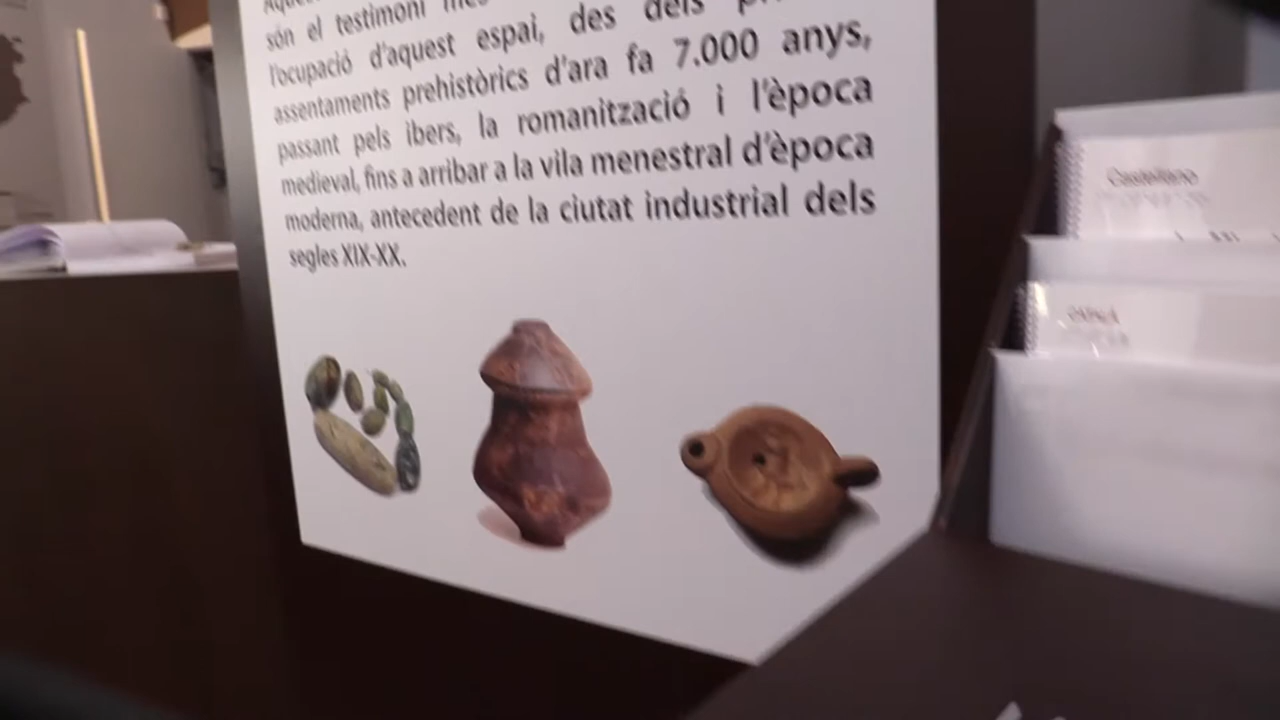 són el testimoni
l'ocupació d'aquest espai, des dels
assentaments prehistòrics d'ara fa 7.000 anys,
passant pels ibers, la romanització i l'època
medieval, fins a arribar a la vila menestral d'època
moderna, antecedent de la ciutat industrial dels
segles XIX-XX.
Castellano